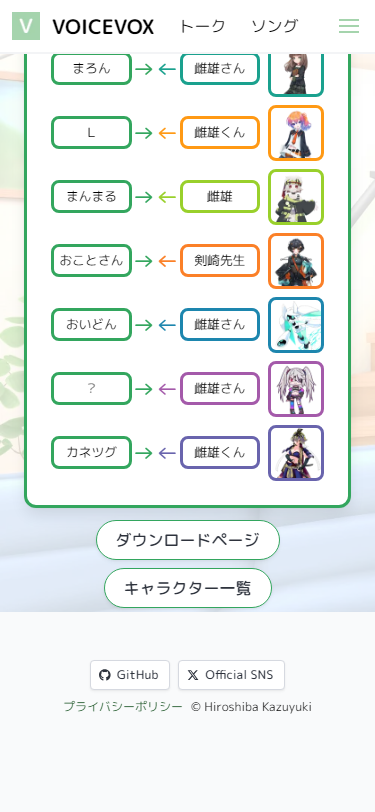 V VOICEVOX トーク ソング
まろん → ← 雌雄さん
L → ← 雌雄くん
まんまる → ← 雌雄
おことさん → ← 剣崎先生
おいどん → ← 雌雄さん
? → ← 雌雄さん
カネツグ → ← 雌雄くん
ダウンロードページ
キャラクター一覧
GitHub Official SNS
プライバシーポリシー © Hiroshiba Kazuyuki